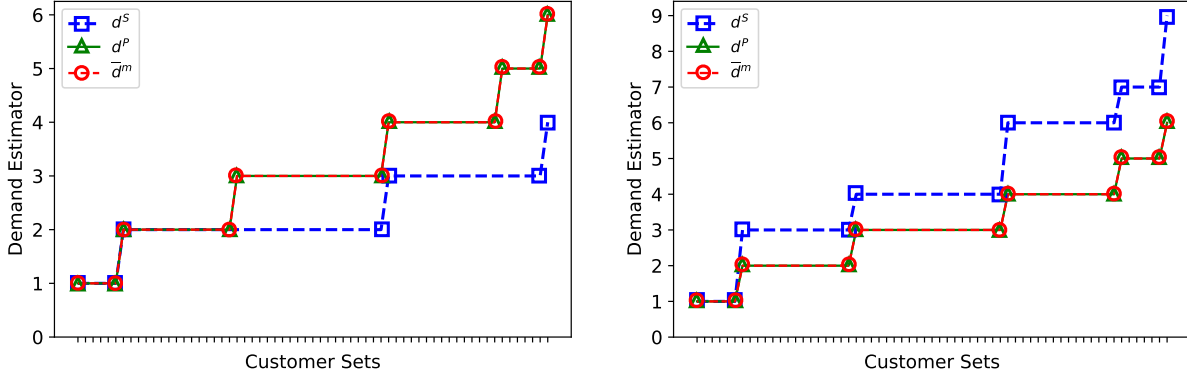 6
5
4
3
2
1
0
Demand Estimator
Customer Sets
d^S
d^P
d̅^m
9
8
7
6
5
4
3
2
1
0
Demand Estimator
Customer Sets
d^S
d^P
d̅^m